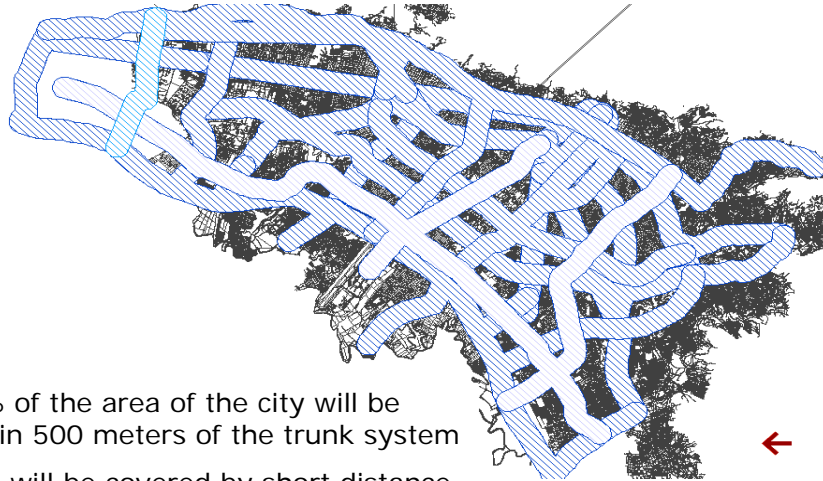 % of the area of the city will be
in 500 meters of the trunk system
will be covered by short distance